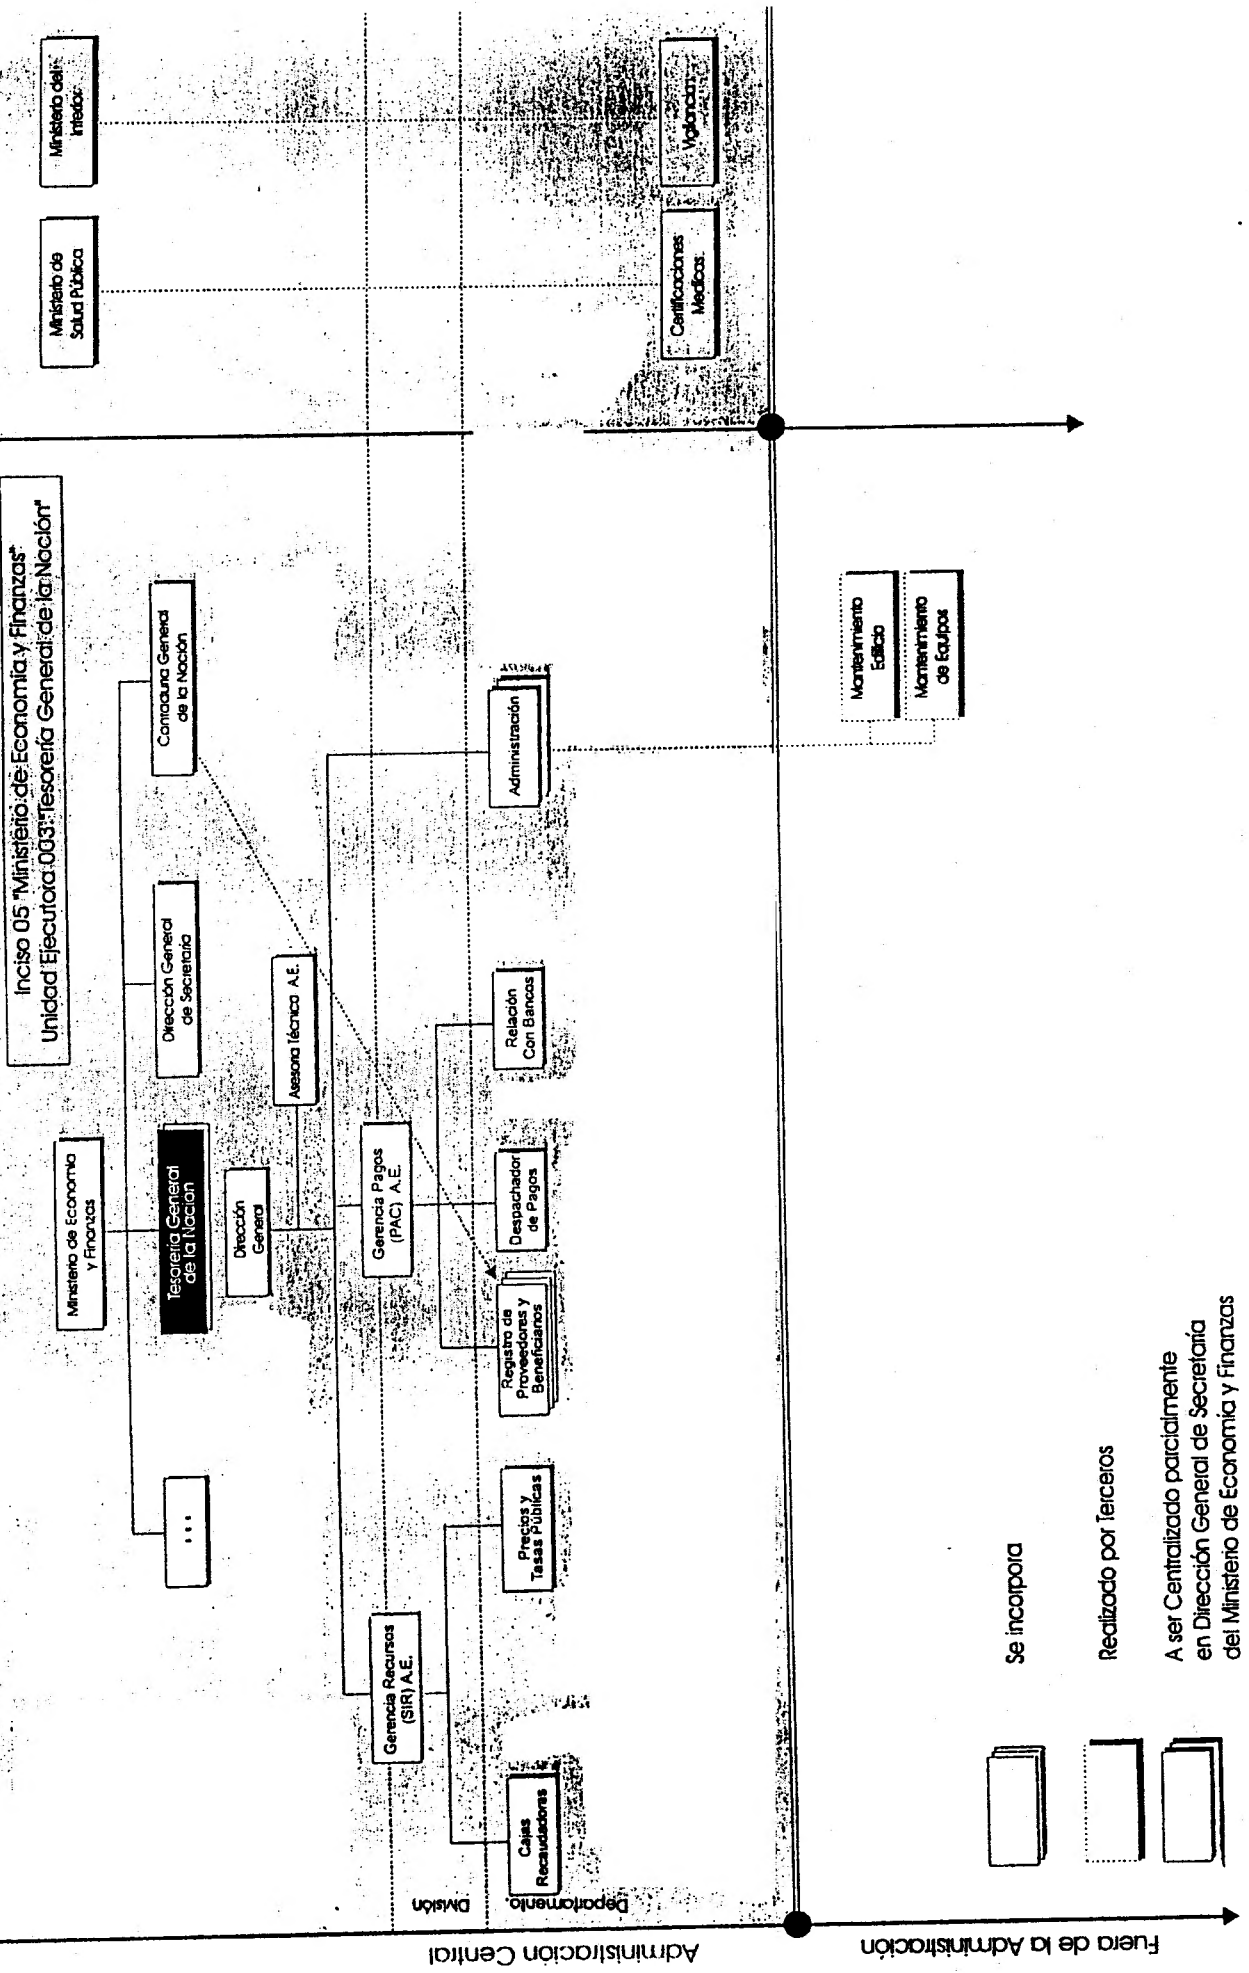 Inciso 05 "Ministerio de Economía y Finanzas"
Unidad Ejecutora 003 "Tesorería General de la Nación"
Ministerio de Economía
y Finanzas
Ministerio de
Salud Pública
Ministerio del
Interior
...
Tesorería General
de la Nación
Dirección General
de Secretaría
Contaduría General
de la Nación
Dirección
General
Asesoría Técnica A.E.
Gerencia Recursos
(SIR) A.E.
Gerencia Pagos
(PAC) A.E.
Cajas
Recaudadoras
Precios y
Tasas Públicas
Registro de
Proveedores y
Beneficiarios
Despachador
de Pagos
Relación
Con Bancos
Administración
Certificaciones
Medicas
Vigilancias
Mantenimiento
Edilicio
Mantenimiento
de Equipos
División
Departamento.
Administración Central
Fuera de la Administración
Se incorpora
Realizado por Terceros
A ser Centralizado parcialmente
en Dirección General de Secretaría
del Ministerio de Economía y Finanzas